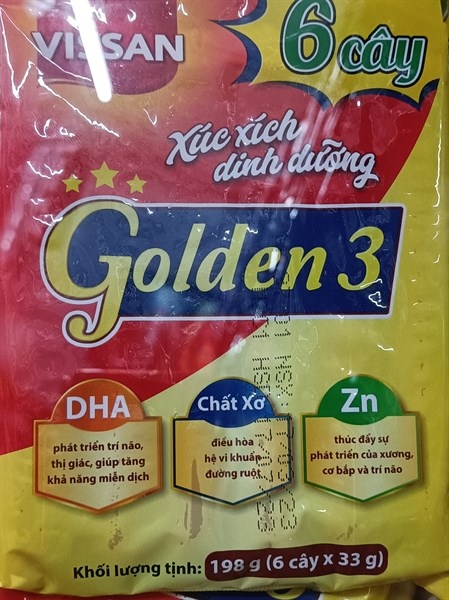 VISSAN
6 cây
Xúc xích
dinh dưỡng
Golden 3
DHA
phát triển trí não,
thị giác, giúp tăng
khả năng miễn dịch
Chất Xơ
điều hòa
hệ vi khuẩn
đường ruột
Zn
thúc đẩy sự
phát triển của xương,
cơ bắp và trí não
Khối lượng tịnh: 198 g (6 cây x 33 g)